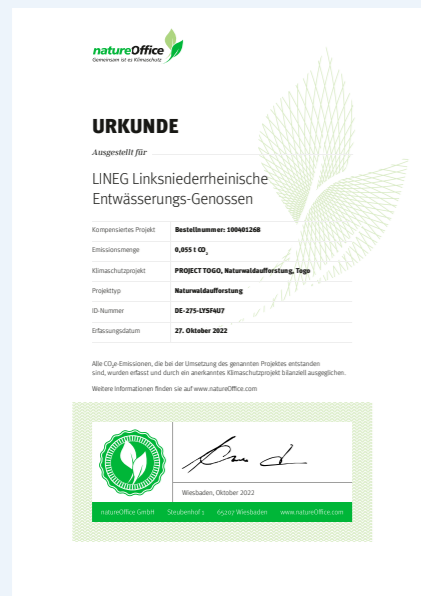 natureOffice
Gemeinsam ist es Klimaschutz
URKUNDE
Ausgestellt für
LINEG Linksniederrheinische
Entwässerungs-Genossen
Kompensiertes Projekt Bestellnummer: 10040126B
Emissionsmenge 0,055 t CO2
Klimaschutzprojekt PROJECT TOGO, Naturwaldaufforstung, Togo
Projekttyp Naturwaldaufforstung
ID-Nummer DE-275-LYSF4U7
Erfassungsdatum 27. Oktober 2022
Alle CO2e-Emissionen, die bei der Umsetzung des genannten Projektes entstanden
sind, wurden erfasst und durch ein anerkanntes Klimaschutzprojekt bilanziell ausgeglichen.
Weitere Informationen finden sie auf www.natureOffice.com
Wiesbaden, Oktober 2022
natureOffice GmbH Steubenhof 1 65207 Wiesbaden www.natureOffice.com